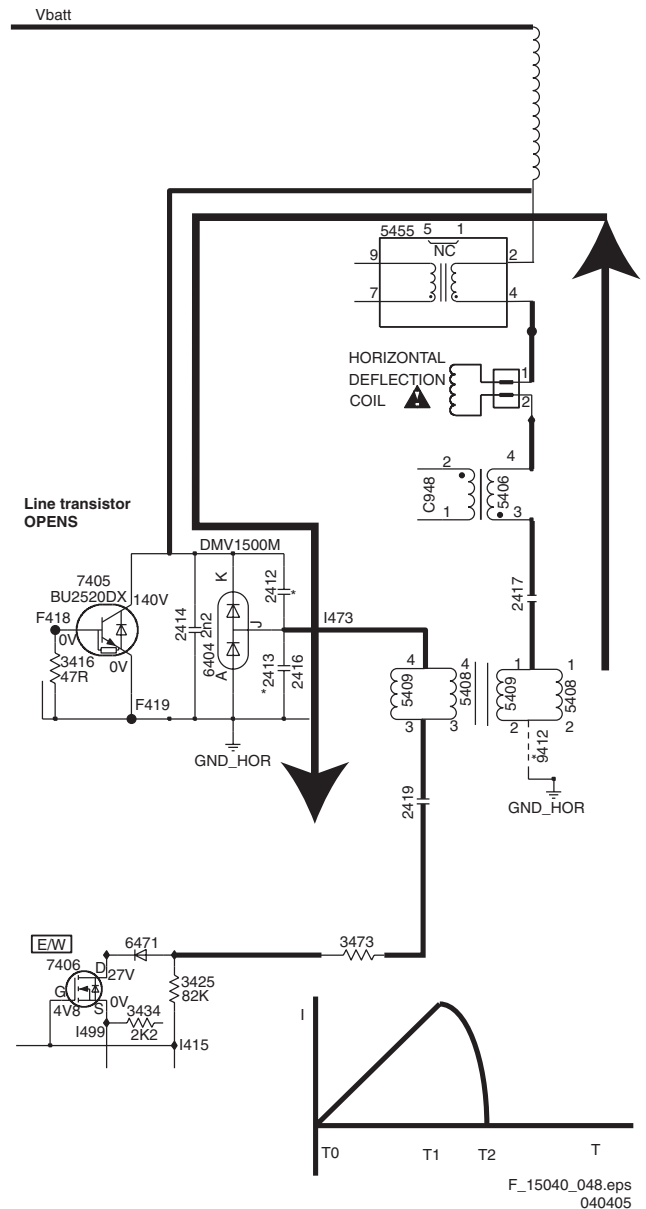 Vbatt
5455 5 1
NC
9
2
7
4
HORIZONTAL
DEFLECTION
COIL
1
2
2
4
C948
5406
1
3
Line transistor
OPENS
DMV1500M
7405
BU2520DX
140V
K
2412
*
2417
F418
0V
2414
2n2
6404
J
I473
3416
47R
0V
A
*2413
2416
4
5409
4
5408
1
5409
1
5408
F419
3
3
2
2
*9412
GND_HOR
2419
GND_HOR
E/W
6471
3473
7406
D
27V
G
3425
82K
4V8
S
0V
3434
I499
2K2
I415
I
T0
T1
T2
T
F_15040_048.eps
040405